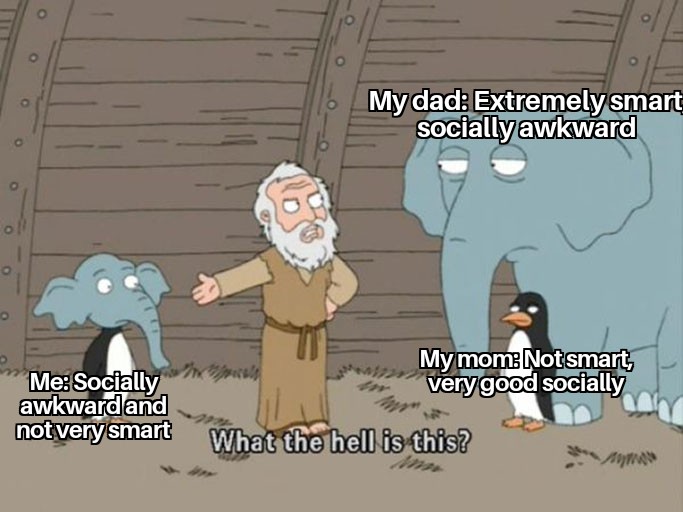 My dad: Extremely smart,
socially awkward
My mom: Not smart,
very good socially
Me: Socially
awkward and
not very smart
What the hell is this?